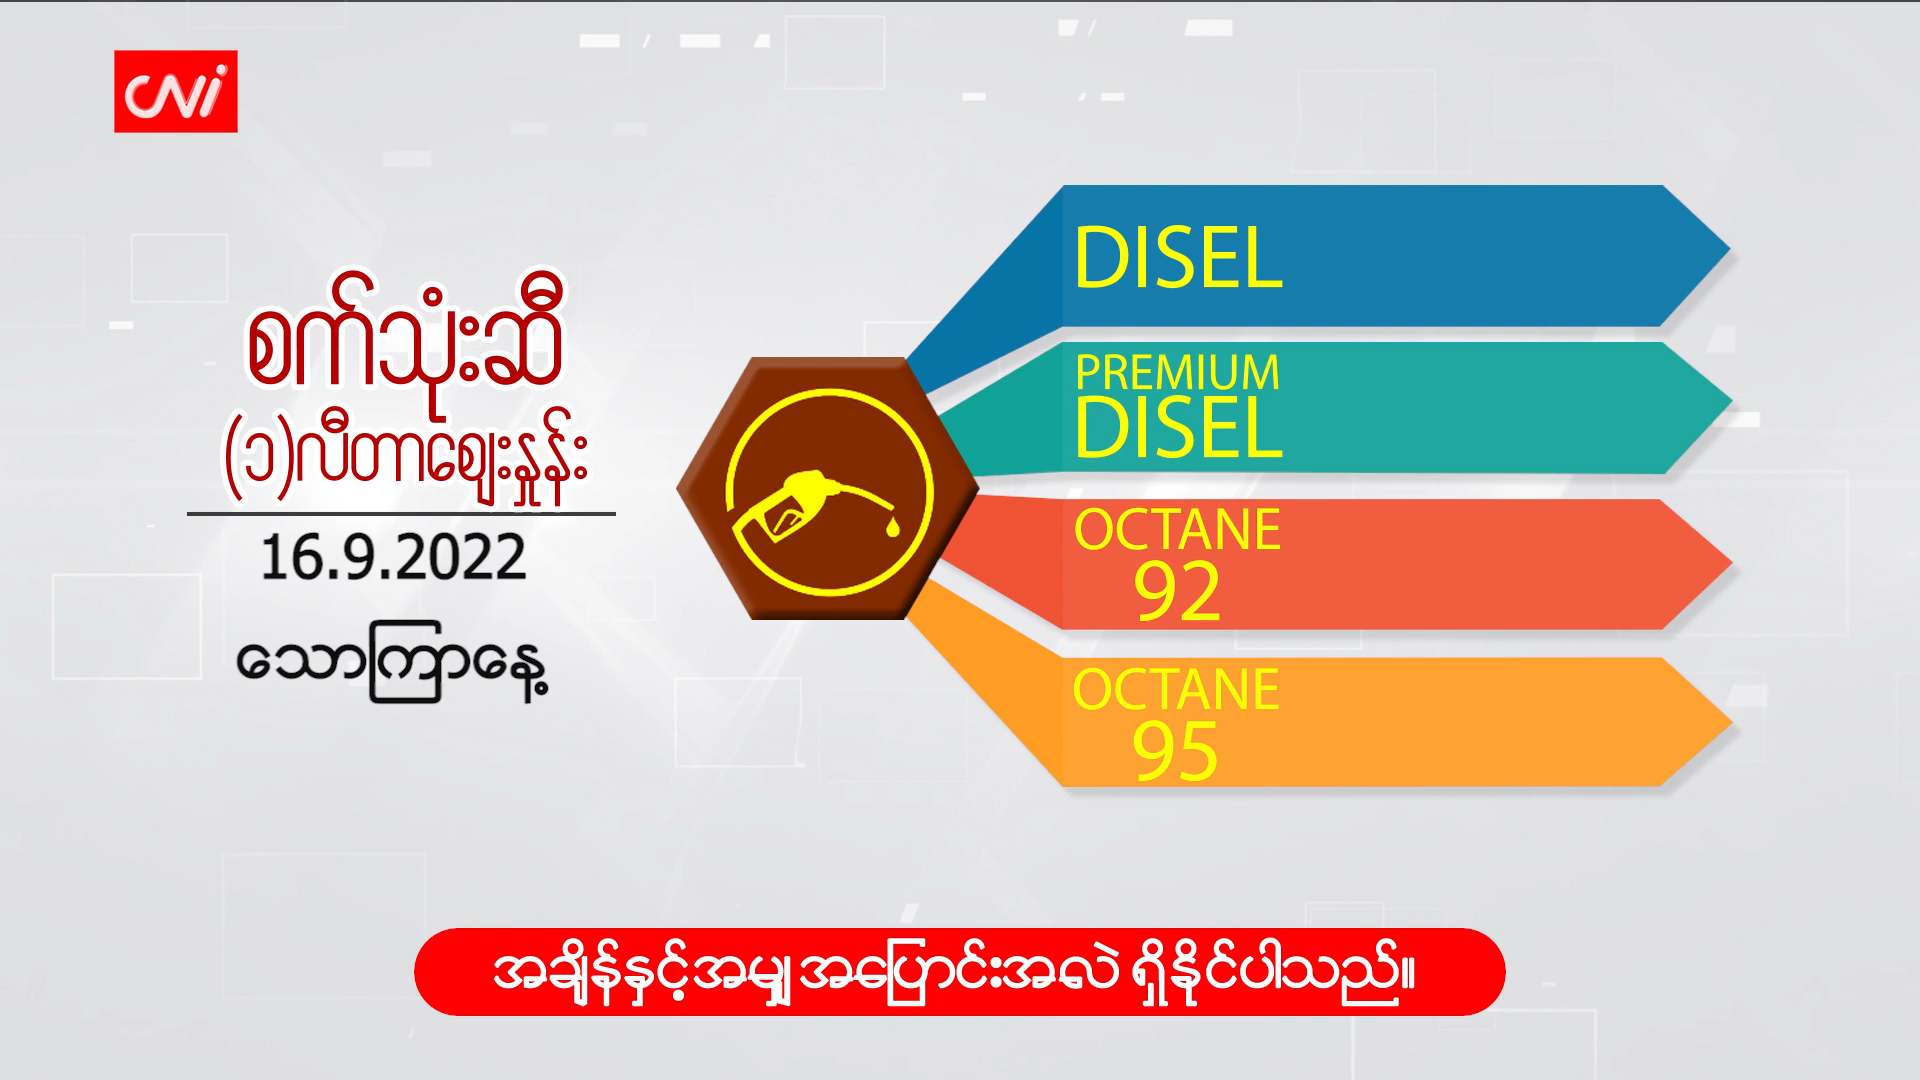 CNi
စက်သုံးဆီ
(၁)လီတာဈေးနှုန်း
16.9.2022
သောကြာနေ့
DISEL
PREMIUM
DISEL
OCTANE
92
OCTANE
95
အချိန်နှင့်အမျှ အပြောင်းအလဲ ရှိနိုင်ပါသည်။